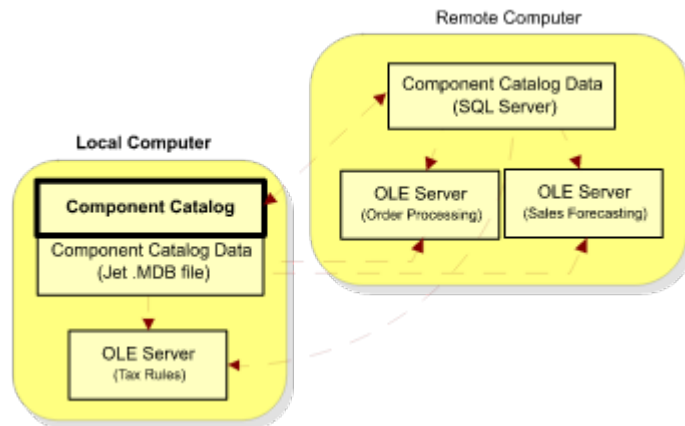 Remote Computer
Component Catalog Data
(SQL Server)
OLE Server
(Order Processing)
OLE Server
(Sales Forecasting)
Local Computer
Component Catalog
Component Catalog Data
(Jet .MDB file)
OLE Server
(Tax Rules)